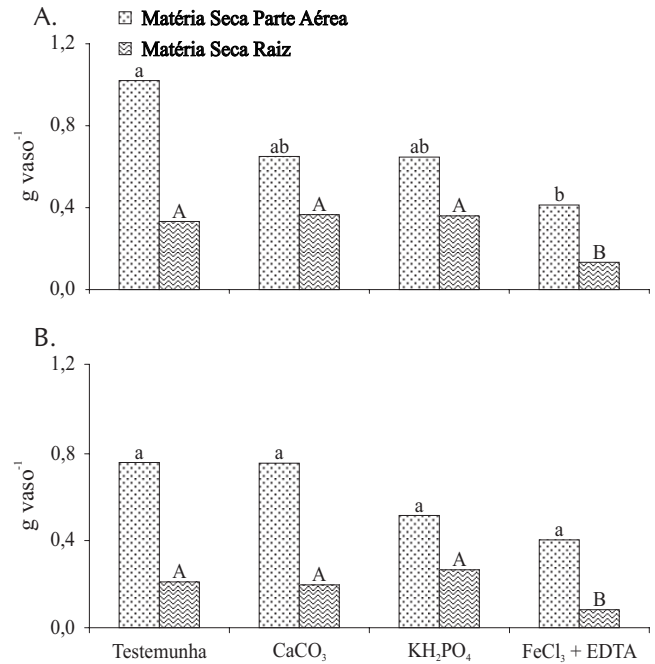 A.
Matéria Seca Parte Aérea
Matéria Seca Raiz
1,2
0,8
0,4
0,0
g vaso⁻¹
a
A
ab
A
ab
A
b
B
B.
1,2
0,8
0,4
0,0
g vaso⁻¹
a
A
a
A
a
A
a
B
Testemunha
CaCO₃
KH₂PO₄
FeCl₃ + EDTA